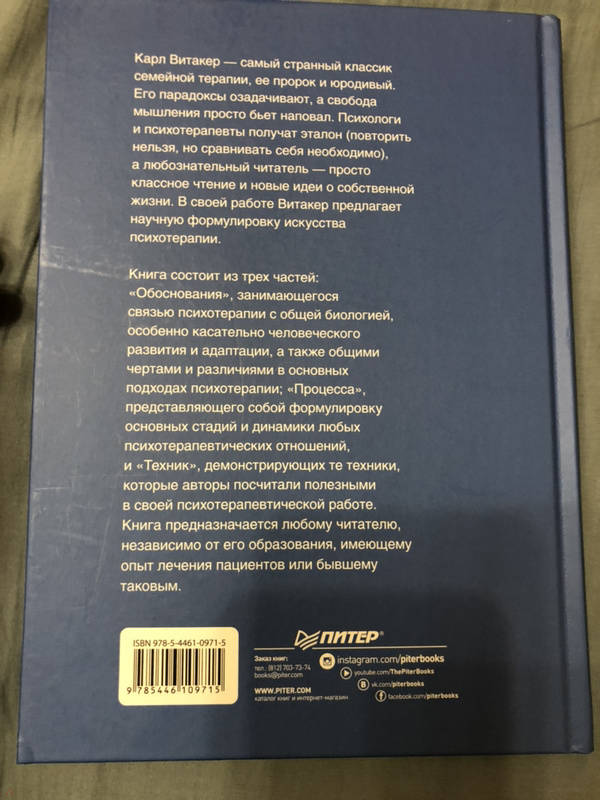 Карл Витакер — самый странный классик
семейной терапии, ее пророк и юродивый.
Его парадоксы озадачивают, а свобода
мышления просто бьет наповал. Психологи
и психотерапевты получат эталон (повторить
нельзя, но сравнивать себя необходимо),
а любознательный читатель — просто
классное чтение и новые идеи о собственной
жизни. В своей работе Витакер предлагает
научную формулировку искусства
психотерапии.
Книга состоит из трех частей:
«Обоснования», занимающегося
связью психотерапии с общей биологией,
особенно касательно человеческого
развития и адаптации, а также общими
чертами и различиями в основных
подходах психотерапии; «Процесса»,
представляющего собой формулировку
основных стадий и динамики любых
психотерапевтических отношений,
и «Техник», демонстрирующих те техники,
которые авторы посчитали полезными
в своей психотерапевтической работе.
Книга предназначается любому читателю,
независимо от его образования, имеющему
опыт лечения пациентов или бывшему
таковым.
ISBN 978-5-4461-0971-5
9 785446 109715
ПИТЕР®
Заказ книг:
тел.: (812) 703-73-74
books@piter.com
WWW.PITER.COM
каталог книг и интернет-магазин
instagram.com/piterbooks
youtube.com/ThePiterBooks
vk.com/piterbooks
facebook.com/piterbooks